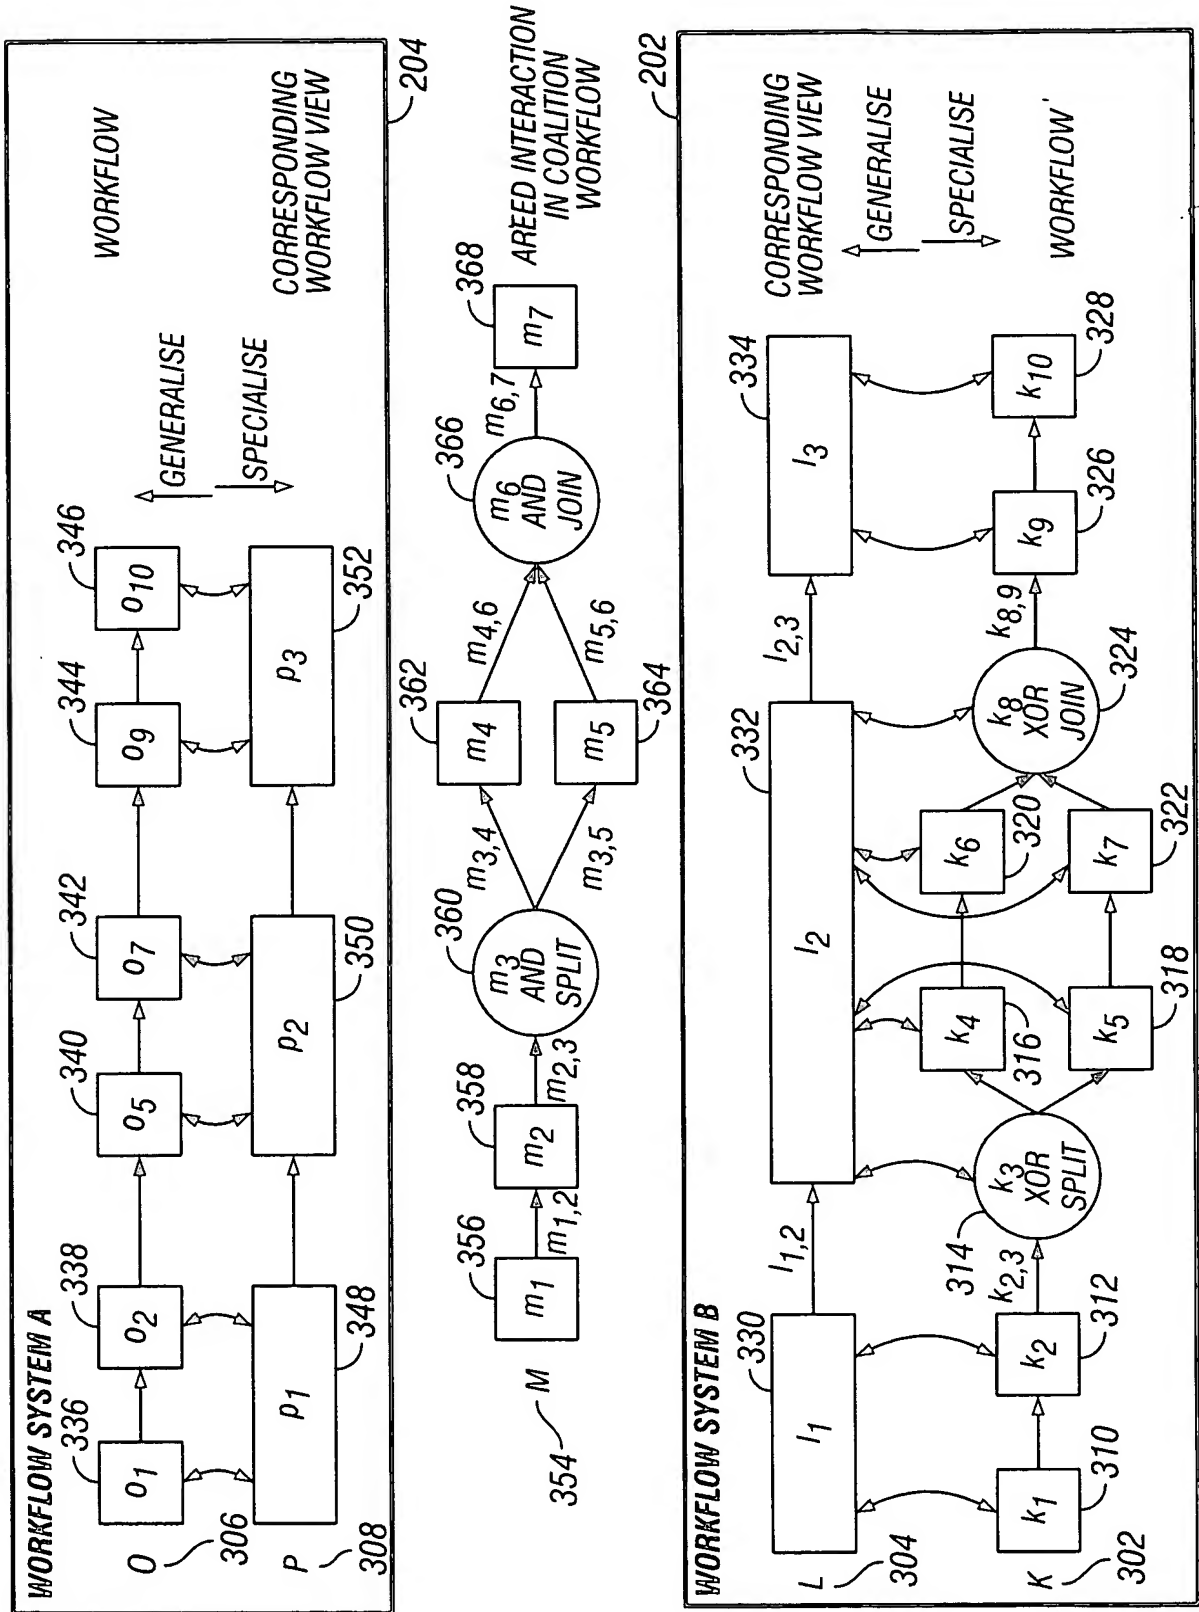 WORKFLOW SYSTEM A
WORKFLOW
336
338
340
342
344
346
O
o1
o2
o5
o7
o9
o10
306
GENERALISE
SPECIALISE
P
p1
p2
p3
308
348
350
352
CORRESPONDING
WORKFLOW VIEW
204
356
358
360
362
366
368
M
354
m1
m1,2
m2
m2,3
m3
AND
SPLIT
m3,4
m3,5
m4
m5
364
m4,6
m5,6
m6
AND
JOIN
m6,7
m7
AREED INTERACTION
IN COALITION
WORKFLOW
WORKFLOW SYSTEM B
202
330
332
334
L
304
l1
l1,2
l2
l2,3
l3
CORRESPONDING
WORKFLOW VIEW
GENERALISE
SPECIALISE
WORKFLOW'
K
302
k1
310
k2
312
k2,3
314
k3
XOR
SPLIT
k4
316
k5
318
k6
320
k7
322
k8
XOR
JOIN
324
k8,9
k9
326
k10
328